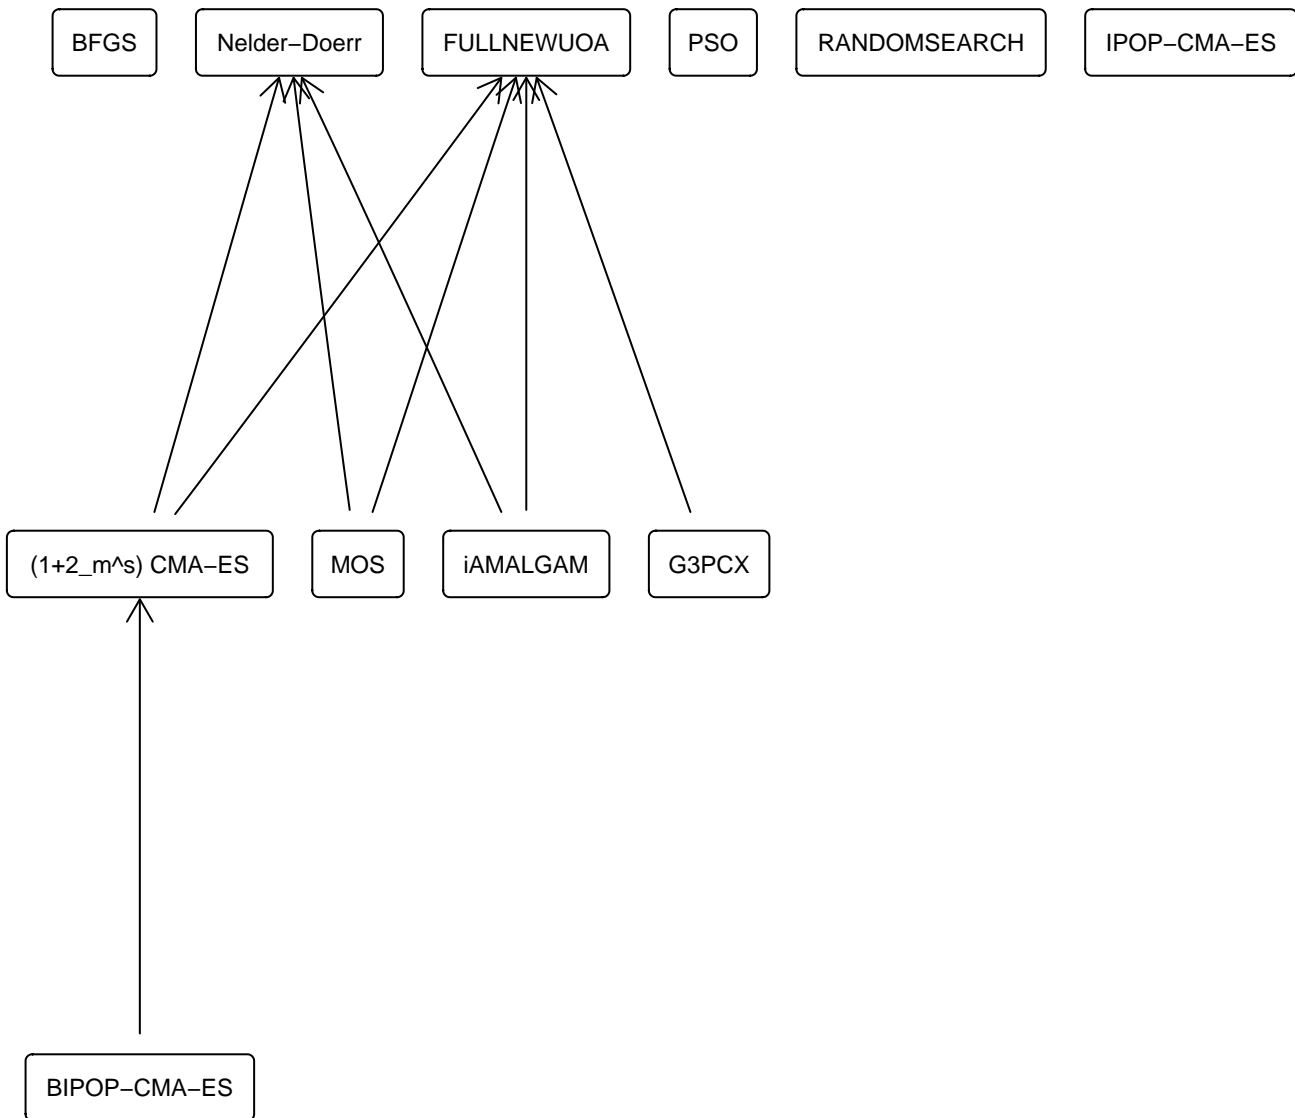 BFGS
Nelder−Doerr
FULLNEWUOA
PSO
RANDOMSEARCH
IPOP−CMA−ES
(1+2_m^s) CMA−ES
MOS
iAMALGAM
G3PCX
BIPOP−CMA−ES